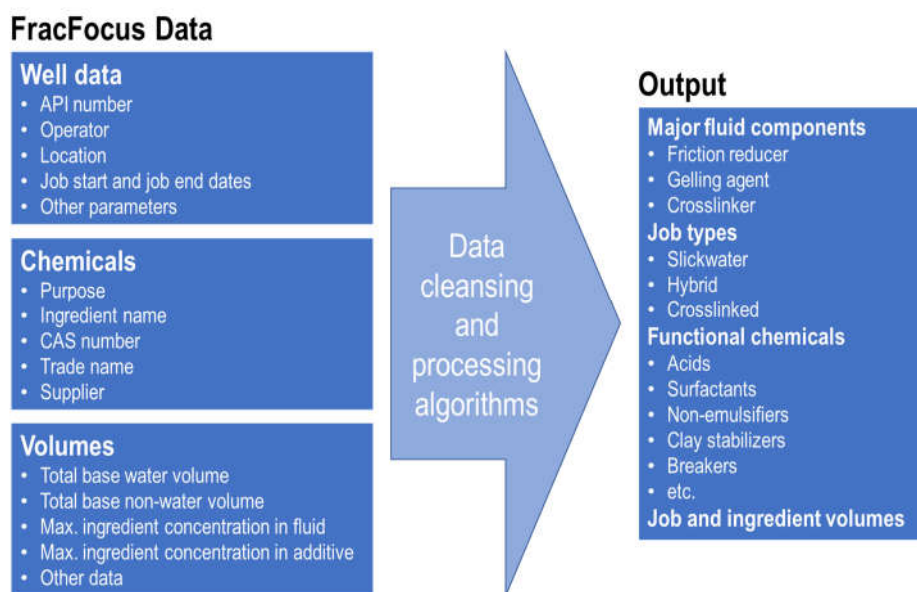 FracFocus Data
Well data
• API number
• Operator
• Location
• Job start and job end dates
• Other parameters
Chemicals
• Purpose
• Ingredient name
• CAS number
• Trade name
• Supplier
Volumes
• Total base water volume
• Total base non-water volume
• Max. ingredient concentration in fluid
• Max. ingredient concentration in additive
• Other data
Data
cleansing
and
processing
algorithms
Output
Major fluid components
• Friction reducer
• Gelling agent
• Crosslinker
Job types
• Slickwater
• Hybrid
• Crosslinked
Functional chemicals
• Acids
• Surfactants
• Non-emulsifiers
• Clay stabilizers
• Breakers
• etc.
Job and ingredient volumes